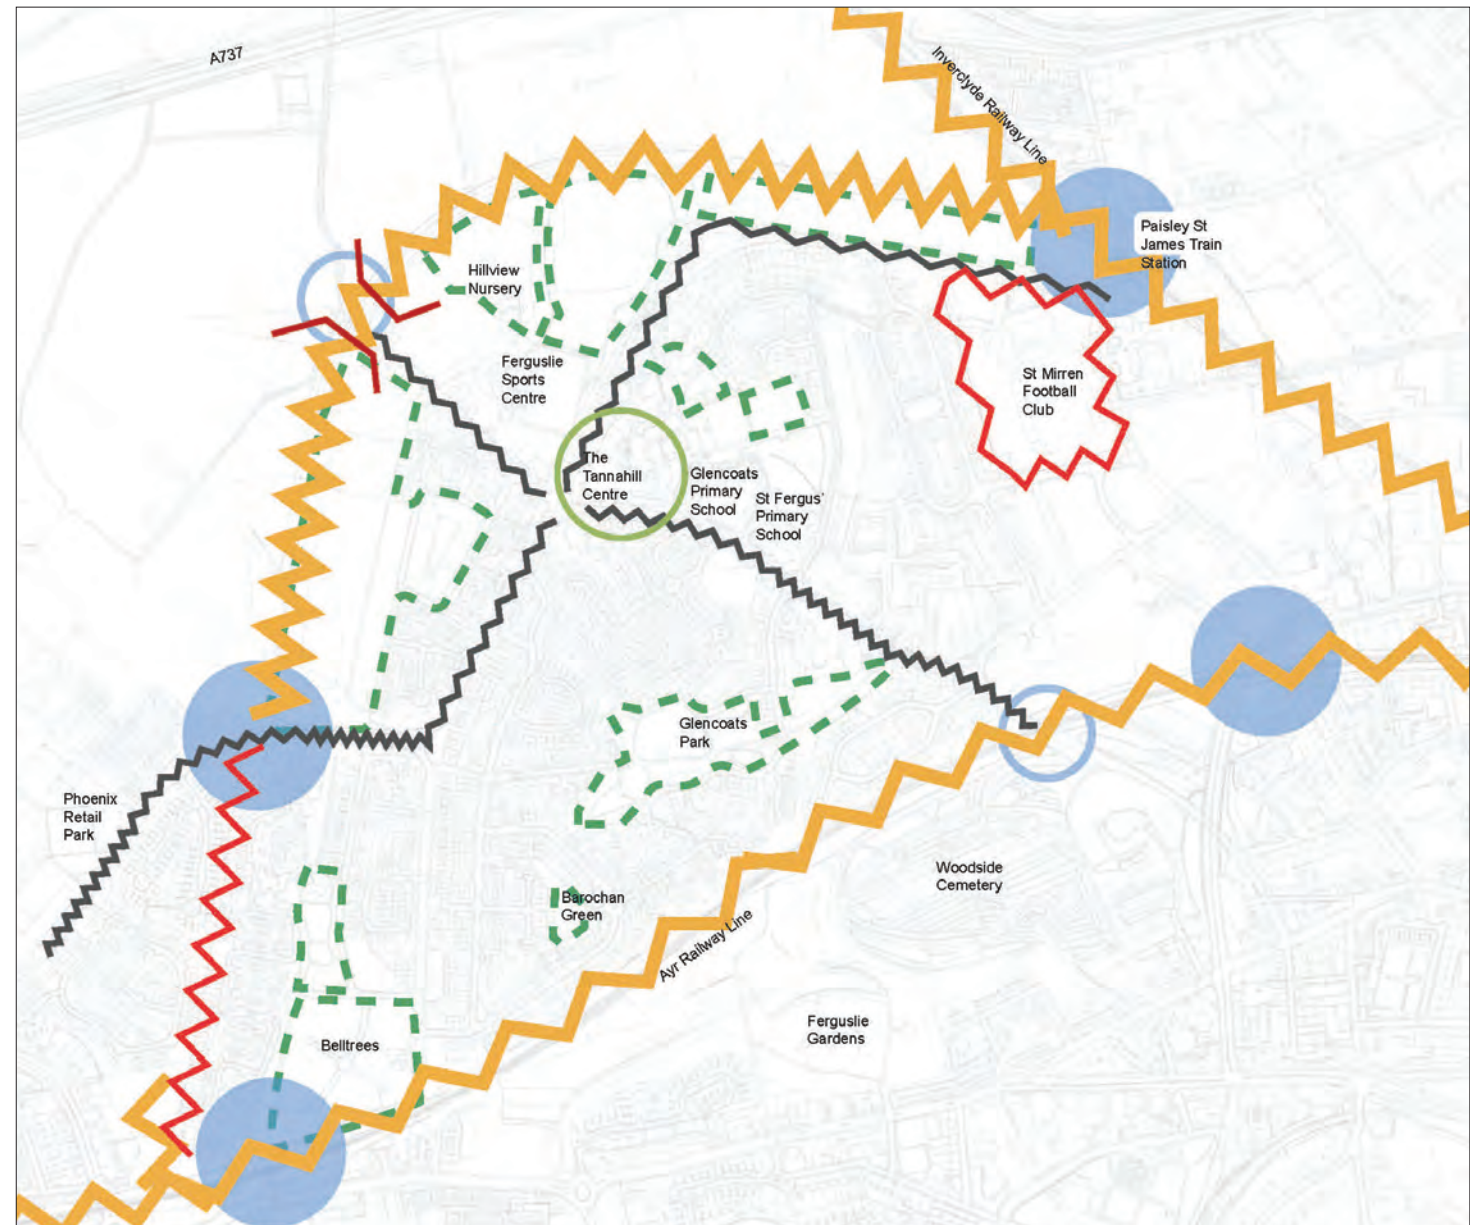 A737
Inverclyde Railway Line
Paisley St
James Train
Station
Hillview
Nursery
Ferguslie
Sports
Centre
St Mirren
Football
Club
The
Tannahill
Centre
Glencoats
Primary
School
St Fergus'
Primary
School
Glencoats
Park
Phoenix
Retail
Park
Woodside
Cemetery
Barochan
Green
Ayr Railway Line
Ferguslie
Gardens
Belltrees